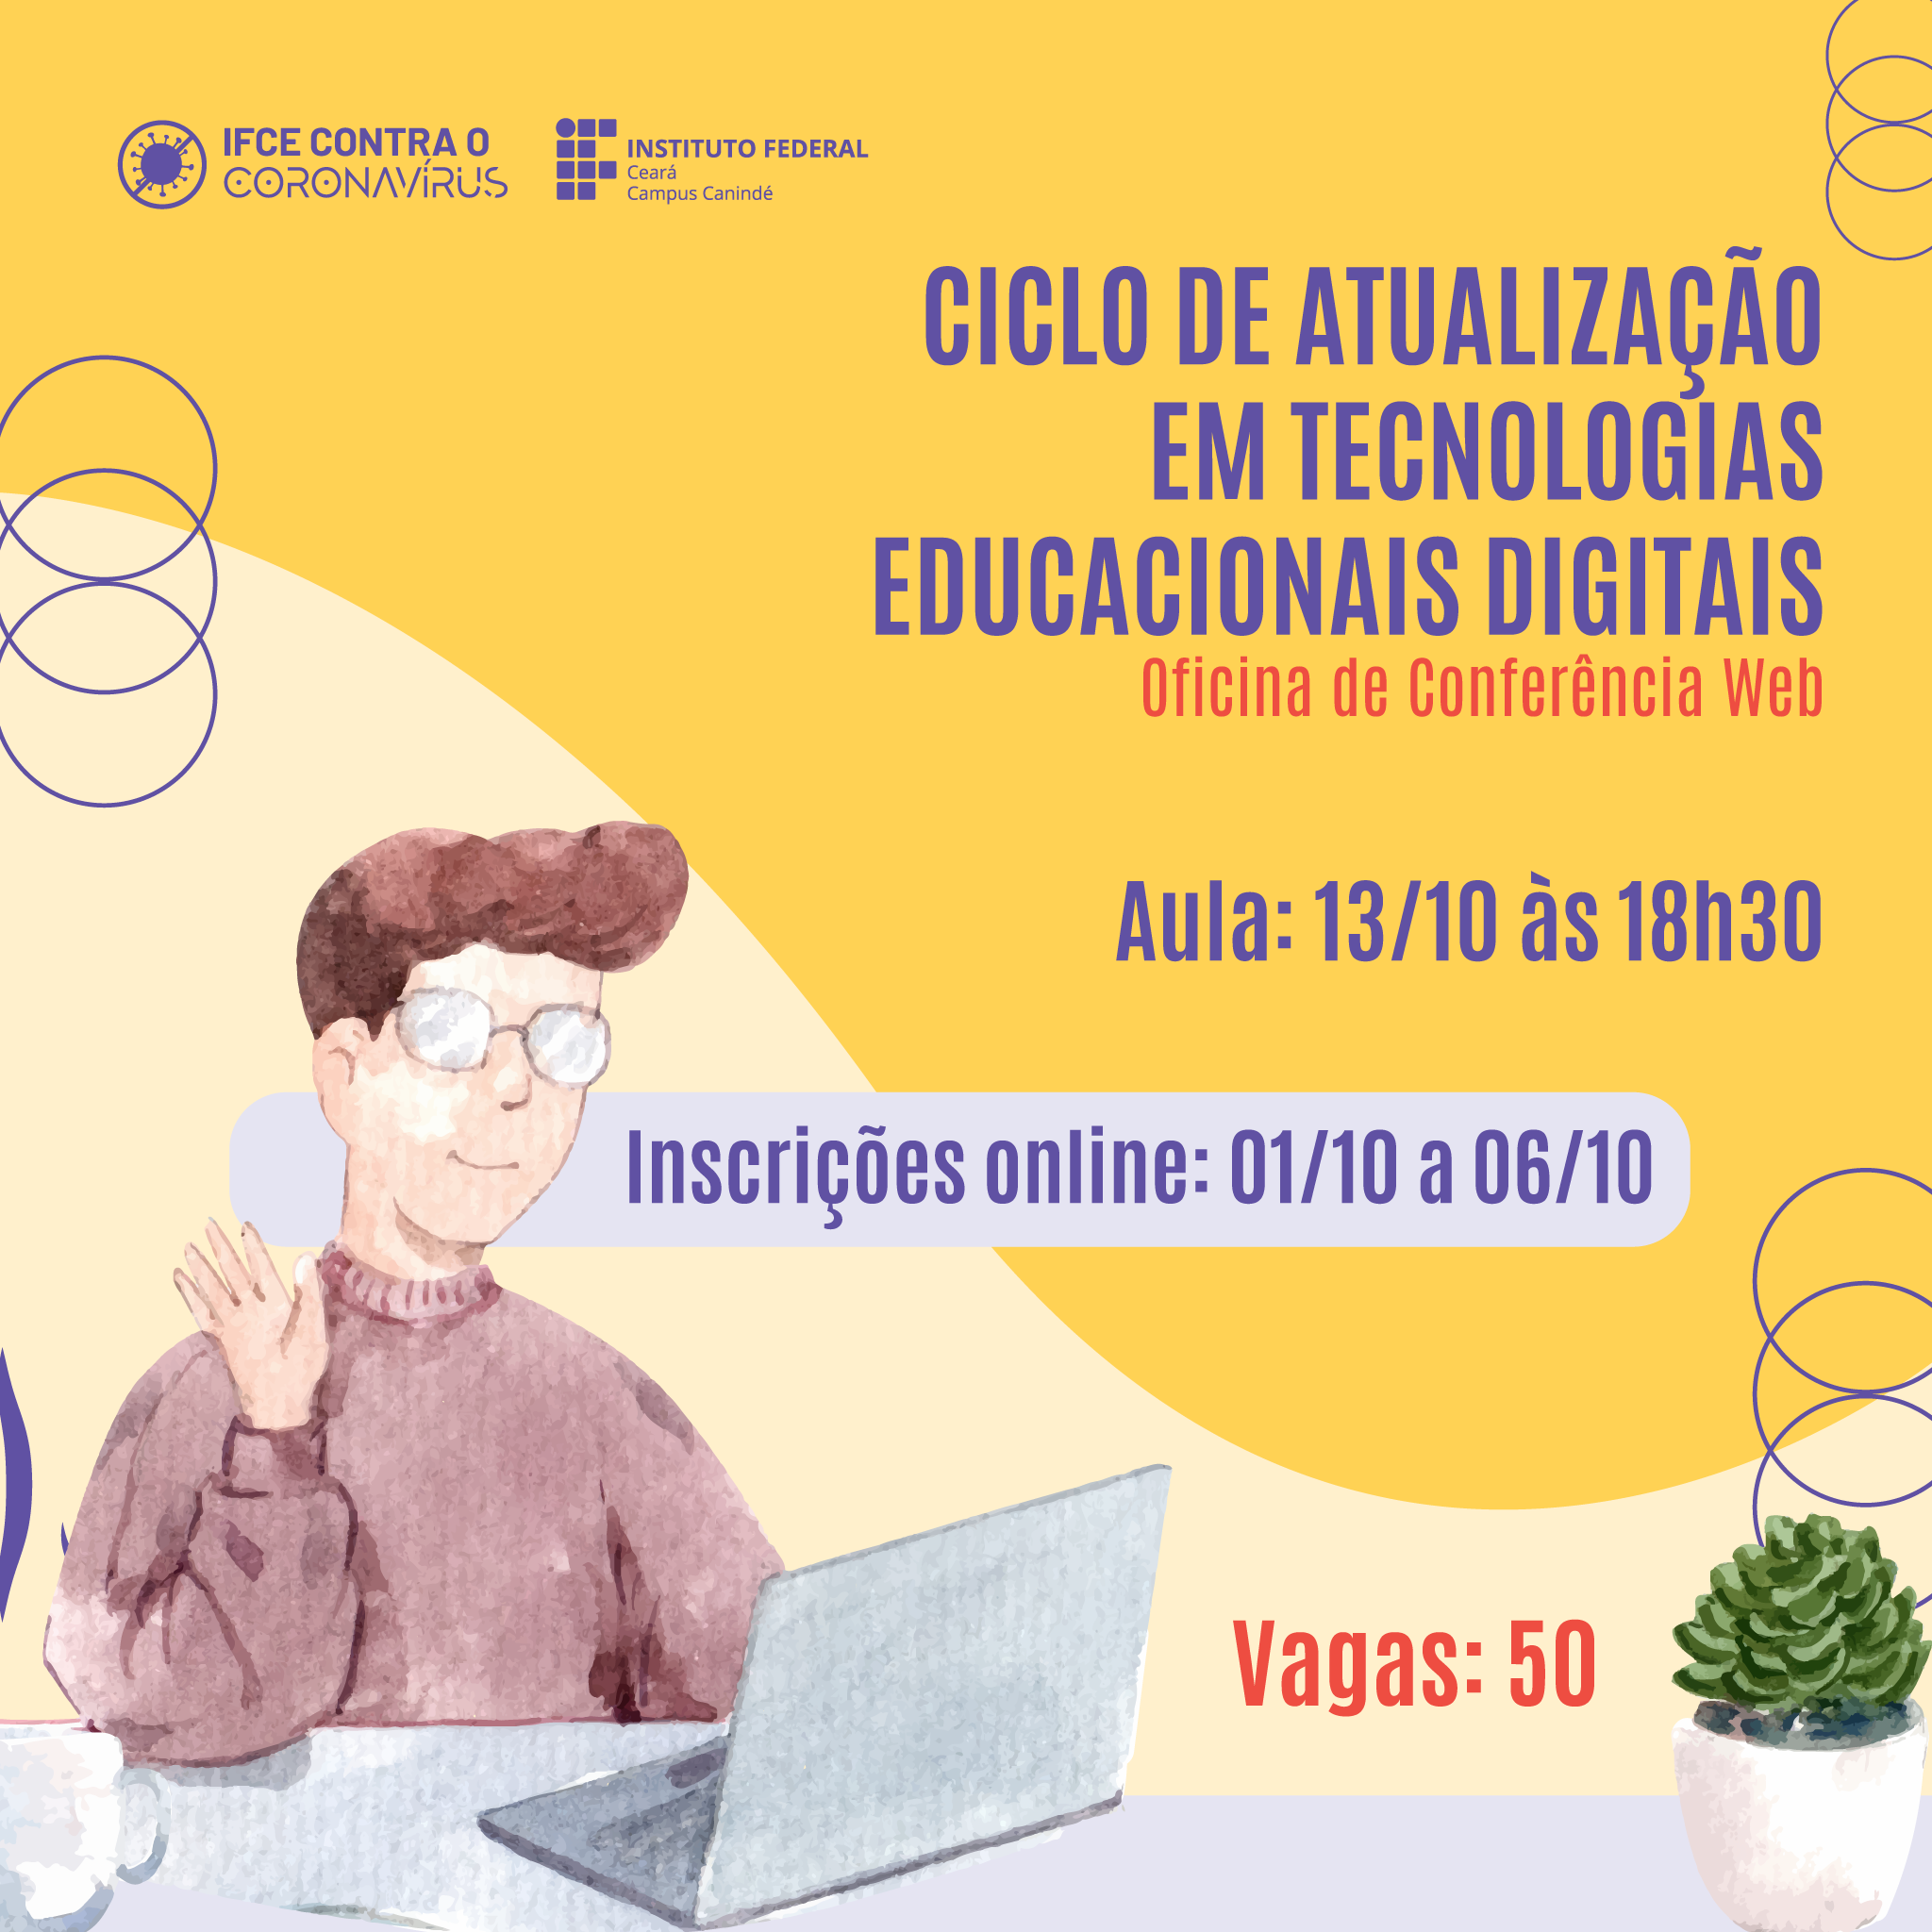 IFCE CONTRA O
CORONAVÍRUS
INSTITUTO FEDERAL
Ceará
Campus Canindé
CICLO DE ATUALIZAÇÃO
EM TECNOLOGIAS
EDUCACIONAIS DIGITAIS
Oficina de Conferência Web
Aula: 13/10 às 18h30
Inscrições online: 01/10 a 06/10
Vagas: 50